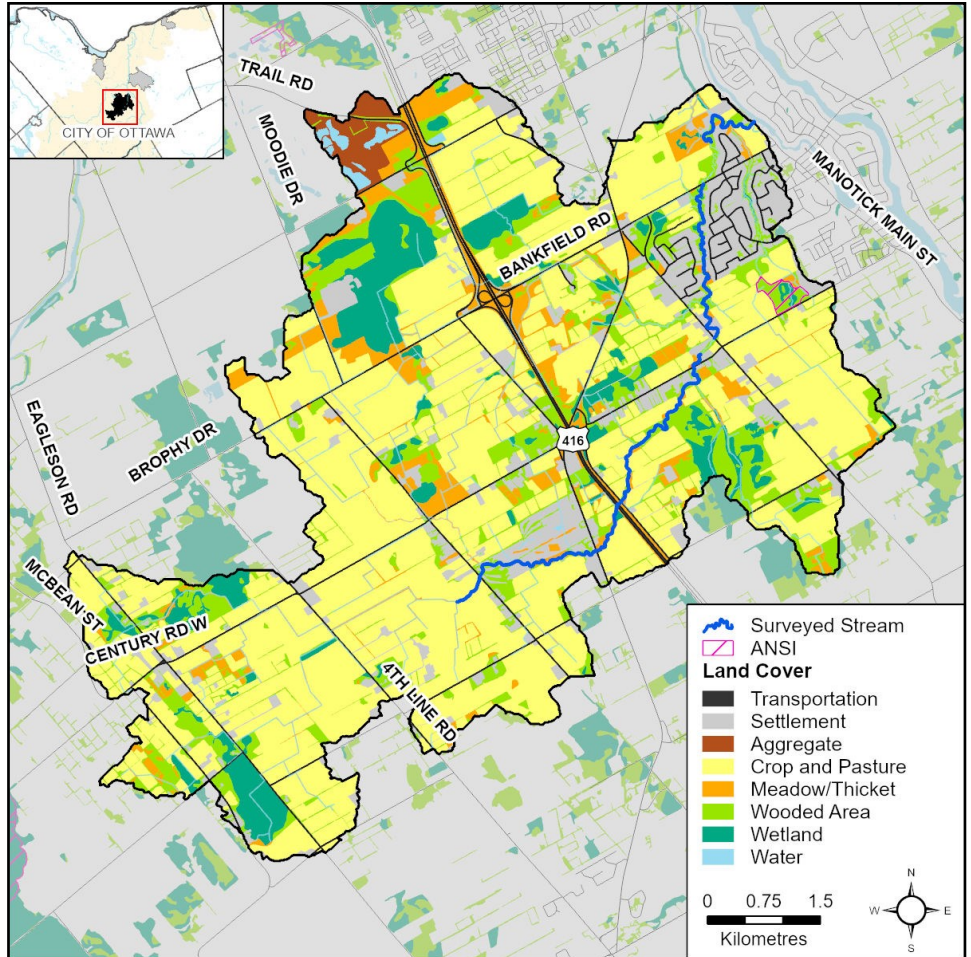 CITY OF OTTAWA
TRAIL RD
MOODIE DR
MANOTICK MAIN ST
BANKFIELD RD
EAGLESON RD
BROPHY DR
416
MCBEAN ST
CENTURY RD W
4TH LINE RD
Surveyed Stream
ANSI
Land Cover
Transportation
Settlement
Aggregate
Crop and Pasture
Meadow/Thicket
Wooded Area
Wetland
Water
0 0.75 1.5
Kilometres
N
W E
S